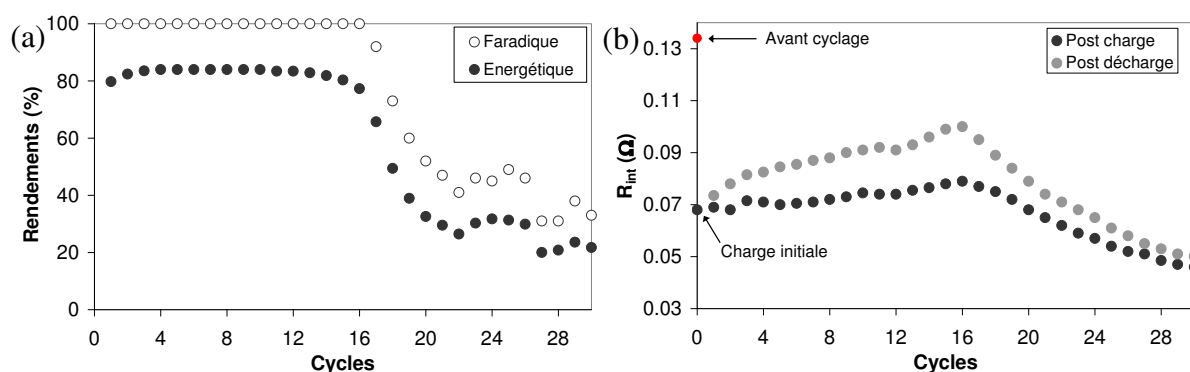 (a)
100
80
60
40
20
0
Rendements (%)
Faradique
Energétique
0 4 8 12 16 20 24 28
Cycles
(b)
0.13
0.11
0.09
0.07
0.05
0.03
R_int (Ω)
Avant cyclage
Post charge
Post décharge
Charge initiale
0 4 8 12 16 20 24 28
Cycles